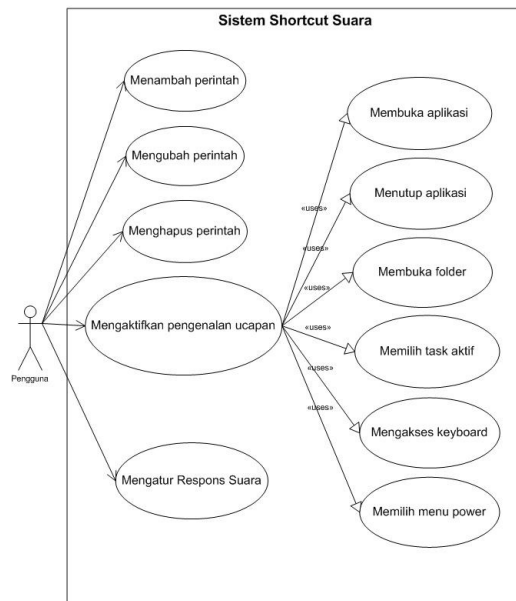 Sistem Shortcut Suara
Menambah perintah
Membuka aplikasi
Mengubah perintah
Menutup aplikasi
«uses»
Menghapus perintah
«uses»
Membuka folder
«uses»
Mengaktifkan pengenalan ucapan
«uses»
Memilih task aktif
«uses»
Pengguna
«uses»
Mengakses keyboard
Mengatur Respons Suara
Memilih menu power